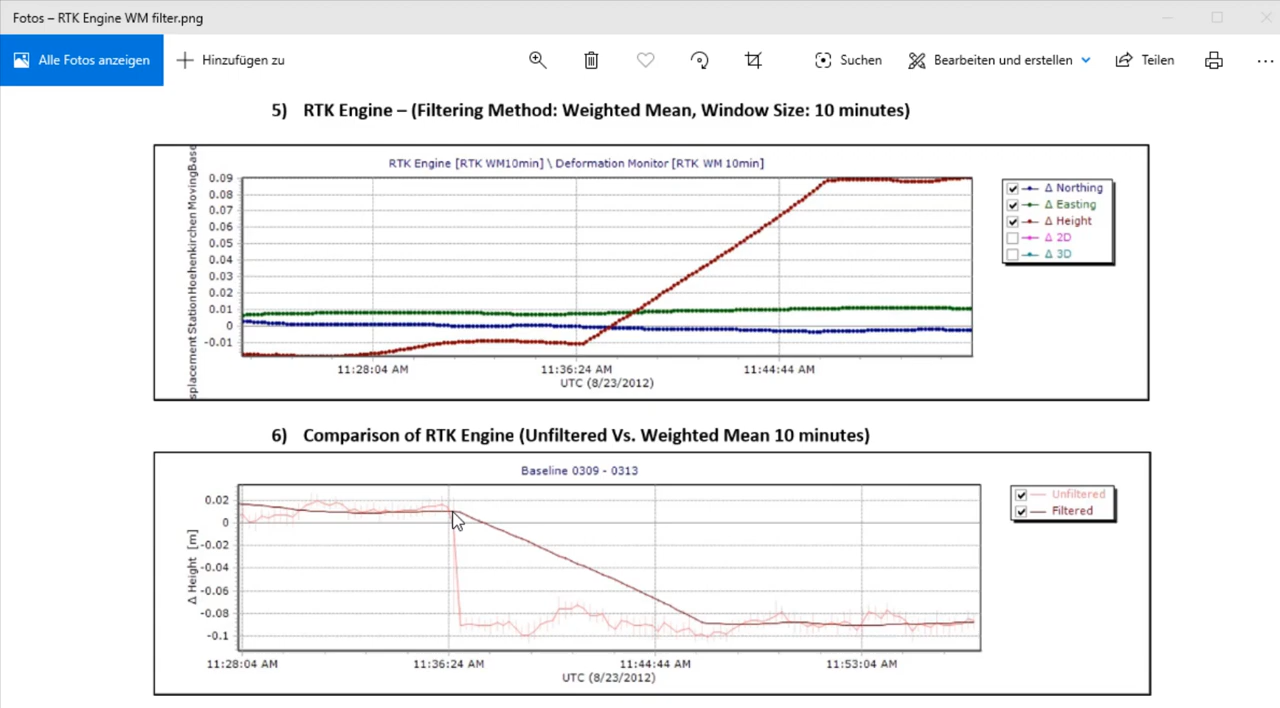 Fotos – RTK Engine WM filter.png
Alle Fotos anzeigen
Hinzufügen zu
Suchen
Bearbeiten und erstellen
Teilen
5) RTK Engine – (Filtering Method: Weighted Mean, Window Size: 10 minutes)
RTK Engine [RTK WM10min] \ Deformation Monitor [RTK WM 10min]
splacement StationHoehenkirchen MovingBase
0.09
0.08
0.07
0.06
0.05
0.04
0.03
0.02
0.01
0
-0.01
11:28:04 AM 11:36:24 AM 11:44:44 AM
UTC (8/23/2012)
Δ Northing
Δ Easting
Δ Height
Δ 2D
Δ 3D
6) Comparison of RTK Engine (Unfiltered Vs. Weighted Mean 10 minutes)
Baseline 0309 - 0313
Δ Height [m]
0.02
0
-0.02
-0.04
-0.06
-0.08
-0.1
11:28:04 AM 11:36:24 AM 11:44:44 AM 11:53:04 AM
UTC (8/23/2012)
Unfiltered
Filtered